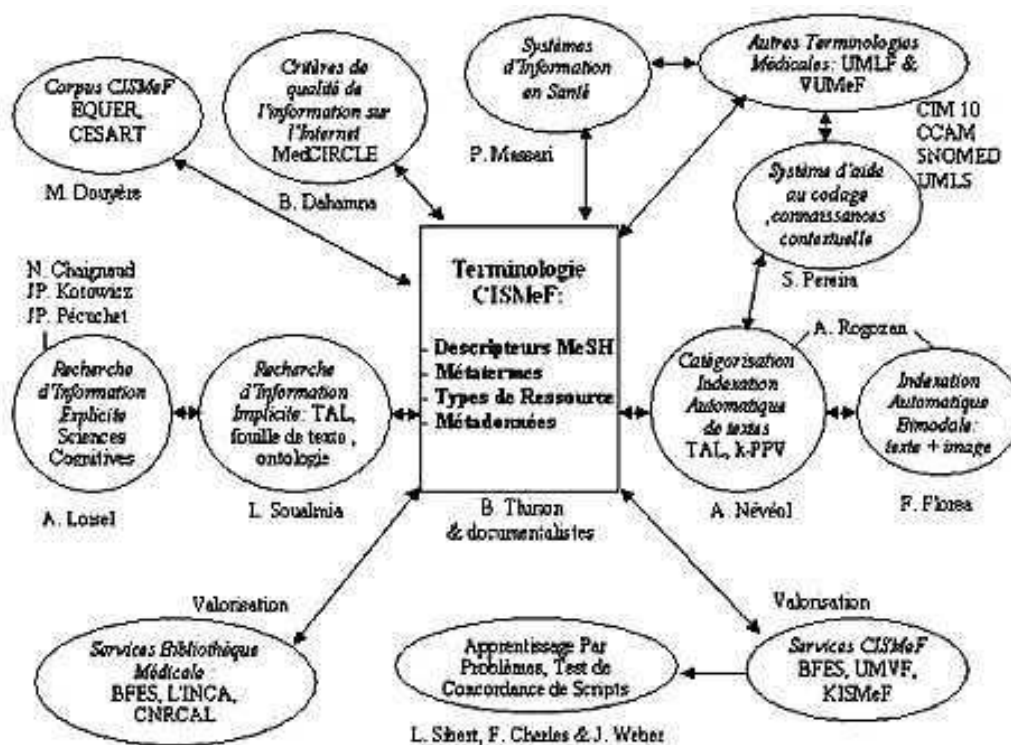 Corpus CISMeF
EQUER,
CESART
M. Douyère
Critères de
qualité de
l'information sur
l'Internet
MedCIRCLE
B. Dahamna
Systèmes
d'Information
en Santé
P. Massari
Autres Terminologies
Médicales: UMLF &
VUMeF
CIM 10
CCAM
SNOMED
UMLS
Système d'aide
au codage
, connaissances
contextuelle
S. Pereira
N. Chaignaud
JP. Kotowicz
JP. Pécuchet
Recherche
d'Information
Explicite
Sciences
Cognitives
A. Loisel
Recherche
d'Information
Implicite: TAL,
fouille de texte ,
ontologie
L. Soualmia
Terminologie
CISMeF:
- Descripteurs MeSH
- Métatermes
- Types de Ressource
- Métadonnées
B. Thirion
& documentalistes
A. Rogozan
Catégorisation
Indexation
Automatique
de textes
TAL, k-PPV
A. Névéol
Indexation
Automatique
Bimodale:
texte + image
F. Florea
Valorisation
Services Bibliothèque
Médicale :
BFES, L'INCA,
CNRCAL
Apprentissage Par
Problèmes, Test de
Concordance de Scripts
L. Sibert, F. Charles & J. Weber
Valorisation
Services CISMeF
BFES, UMVF,
KISMeF